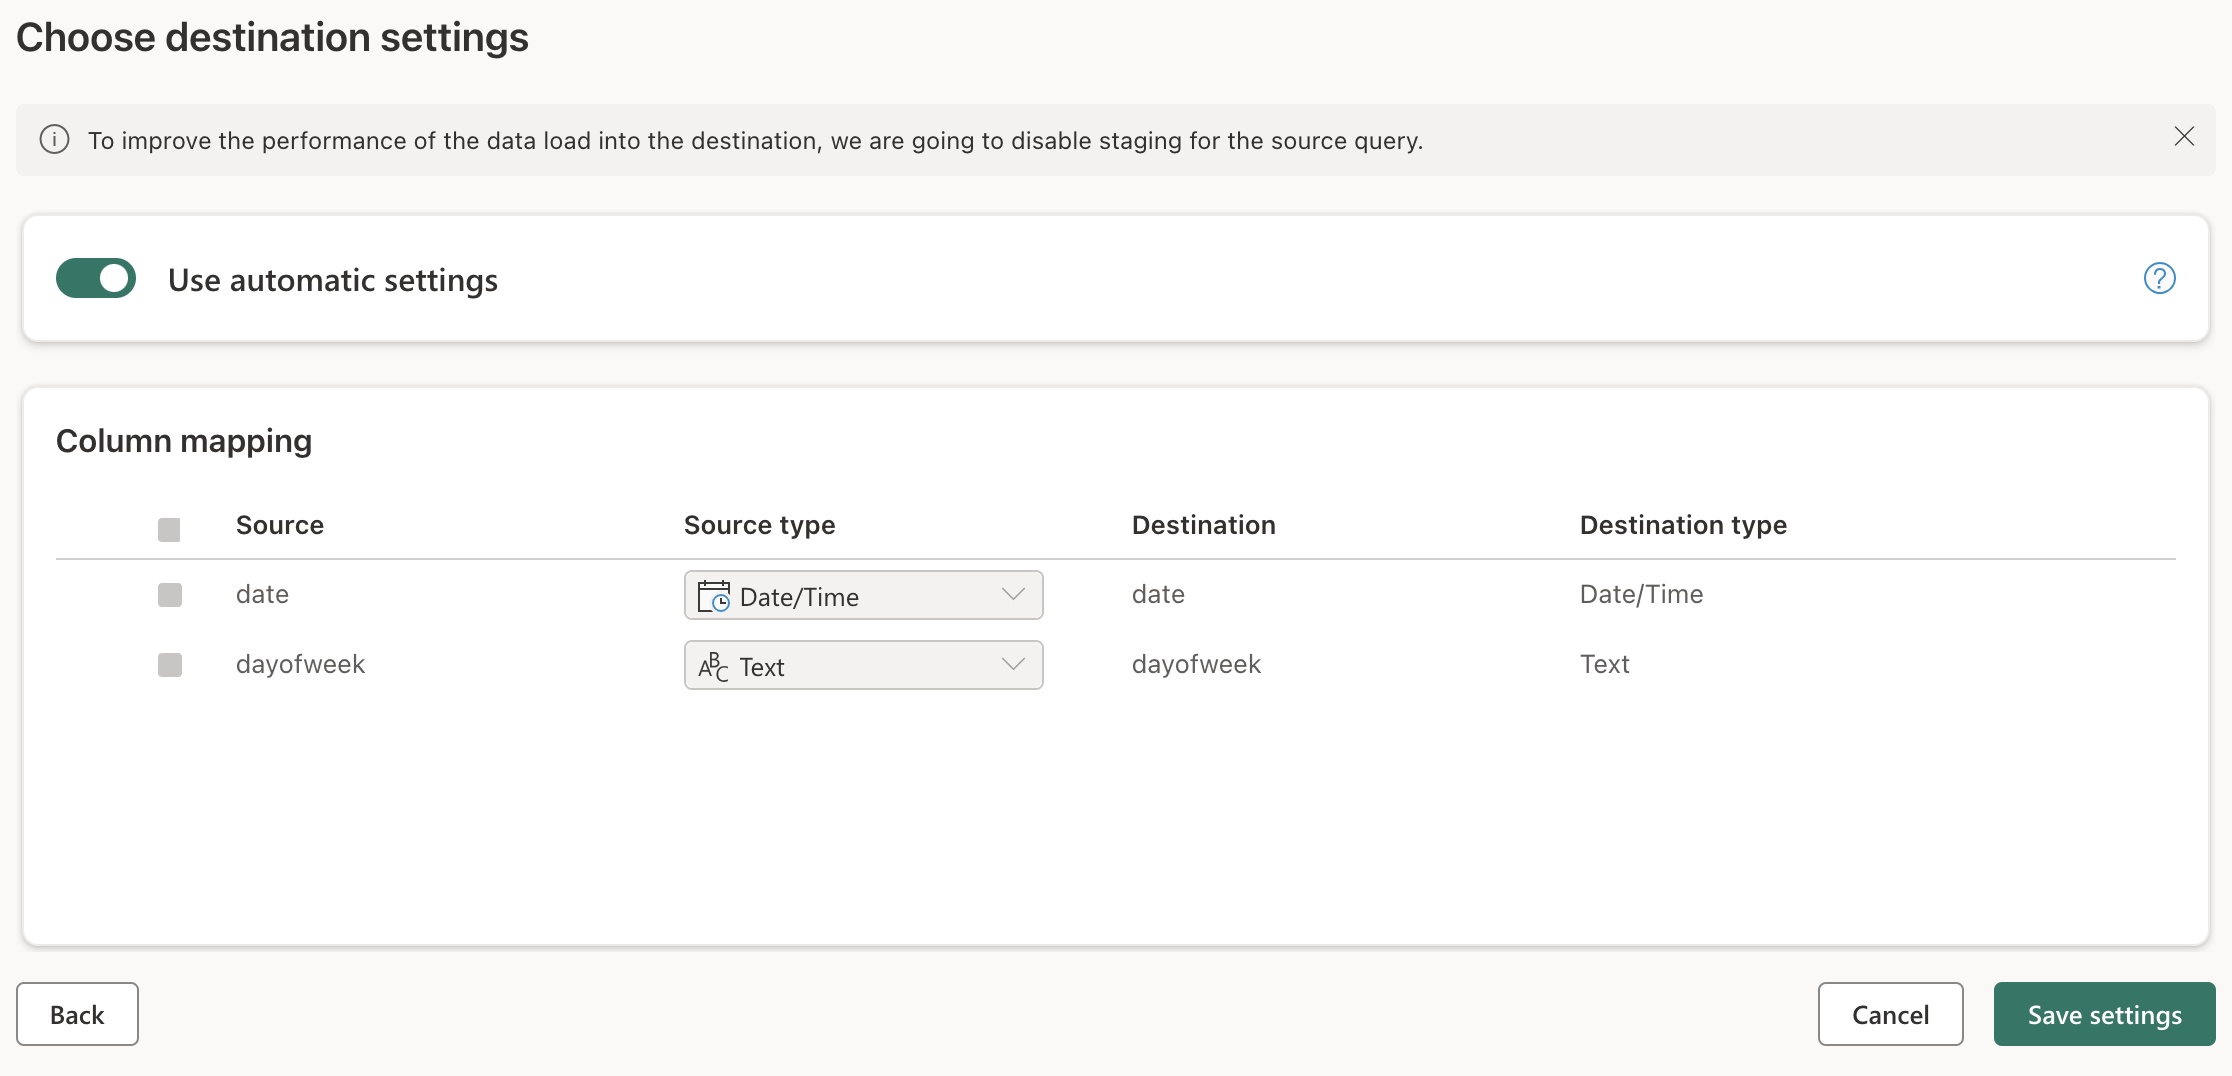 Choose destination settings
To improve the performance of the data load into the destination, we are going to disable staging for the source query.
Use automatic settings
Column mapping
Source Source type Destination Destination type
date Date/Time date Date/Time
dayofweek Text dayofweek Text
Back Cancel Save settings